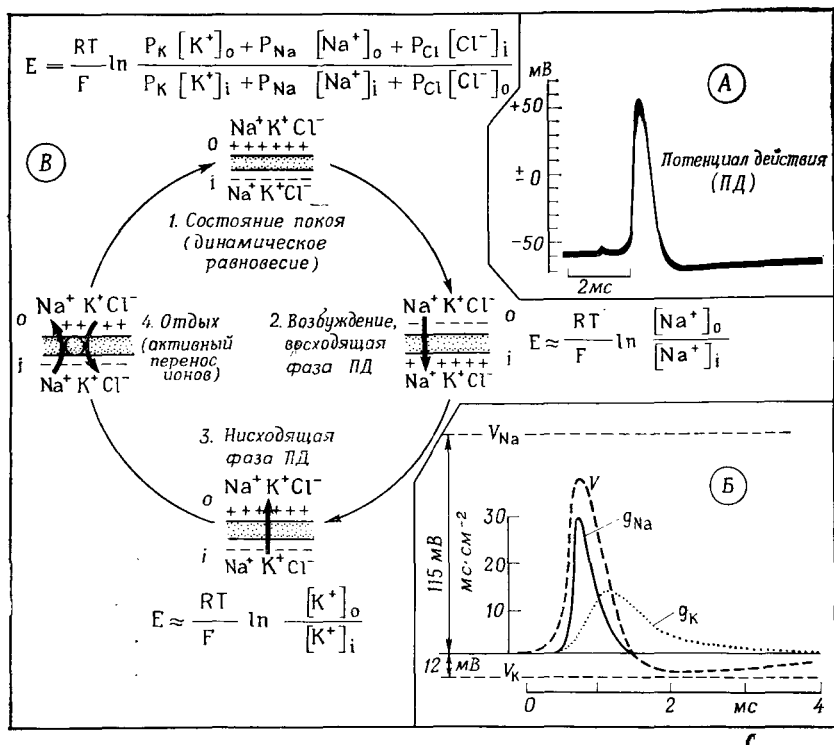 E = RT/F ln (P_K [K⁺]_o + P_Na [Na⁺]_o + P_Cl [Cl⁻]_i) / (P_K [K⁺]_i + P_Na [Na⁺]_i + P_Cl [Cl⁻]_o)
В
Na⁺K⁺Cl⁻
o + + + + + +
i – – – – – –
Na⁺K⁺Cl⁻
1. Состояние покоя
(динамическое
равновесие)
2. Возбуждение,
восходящая
фаза ПД
Na⁺K⁺Cl⁻
– – – – o
i
+ + + + +
Na⁺K⁺Cl⁻
E ≈ RT/F ln [Na⁺]_o/[Na⁺]_i
3. Нисходящая
фаза ПД
o Na⁺K⁺Cl⁻
+ + + + + +
i – – – – –
Na⁺K⁺Cl⁻
E ≈ RT/F ln [K⁺]_o/[K⁺]_i
4. Отдых
(активный
перенос
ионов)
Na⁺ K⁺Cl⁻
o + + + +
i – – – –
Na⁺K⁺Cl⁻
А
мВ
+50
± 0
−50
Потенциал действия
(ПД)
2мс
Б
V_Na
V
g_Na
g_K
V_K
115 мВ
12 мВ
мс·см⁻²
30
20
10
0 1 2 мс 4